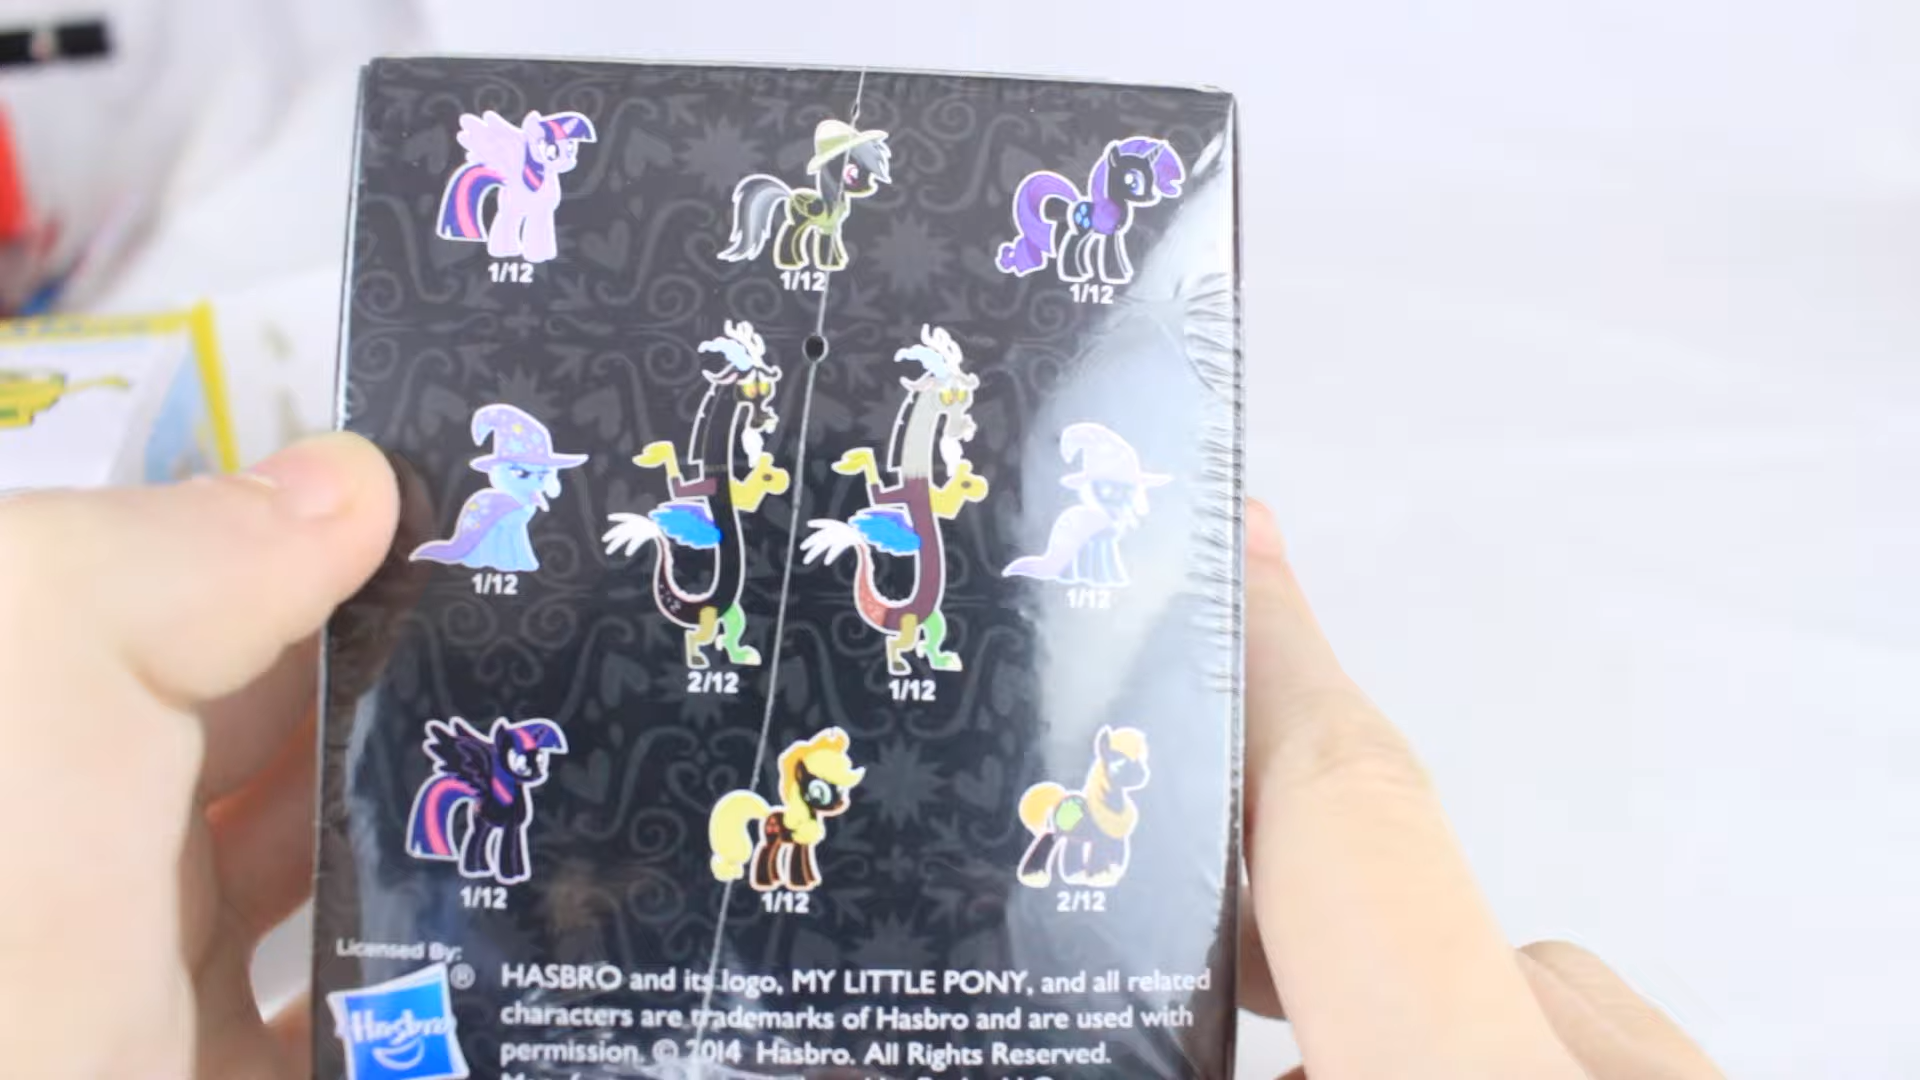 1/12
1/12
1/12
1/12
2/12
1/12
1/12
1/12
1/12
2/12
Licensed By:
Hasbro
® HASBRO and its logo, MY LITTLE PONY, and all related
characters are trademarks of Hasbro and are used with
permission. © 2014 Hasbro. All Rights Reserved.